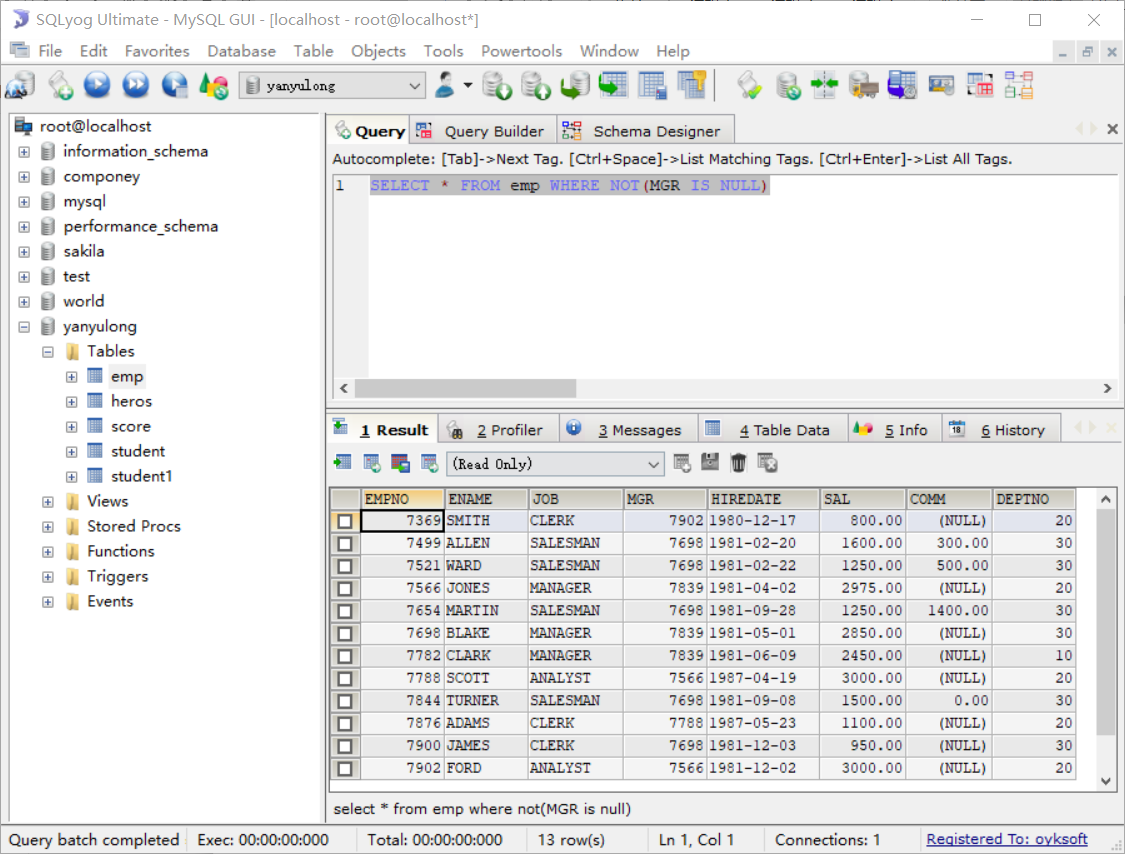 SQLyog Ultimate - MySQL GUI - [localhost - root@localhost*]
File Edit Favorites Database Table Objects Tools Powertools Window Help
yanyulong
root@localhost
information_schema
componey
mysql
performance_schema
sakila
test
world
yanyulong
Tables
emp
heros
score
student
student1
Views
Stored Procs
Functions
Triggers
Events
Query Query Builder Schema Designer
Autocomplete: [Tab]->Next Tag. [Ctrl+Space]->List Matching Tags. [Ctrl+Enter]->List All Tags.
1 SELECT * FROM emp WHERE NOT(MGR IS NULL)
1 Result 2 Profiler 3 Messages 4 Table Data 5 Info 18 6 History
(Read Only)
EMPNO ENAME JOB MGR HIREDATE SAL COMM DEPTNO
7369 SMITH CLERK 7902 1980-12-17 800.00 (NULL) 20
7499 ALLEN SALESMAN 7698 1981-02-20 1600.00 300.00 30
7521 WARD SALESMAN 7698 1981-02-22 1250.00 500.00 30
7566 JONES MANAGER 7839 1981-04-02 2975.00 (NULL) 20
7654 MARTIN SALESMAN 7698 1981-09-28 1250.00 1400.00 30
7698 BLAKE MANAGER 7839 1981-05-01 2850.00 (NULL) 30
7782 CLARK MANAGER 7839 1981-06-09 2450.00 (NULL) 10
7788 SCOTT ANALYST 7566 1987-04-19 3000.00 (NULL) 20
7844 TURNER SALESMAN 7698 1981-09-08 1500.00 0.00 30
7876 ADAMS CLERK 7788 1987-05-23 1100.00 (NULL) 20
7900 JAMES CLERK 7698 1981-12-03 950.00 (NULL) 30
7902 FORD ANALYST 7566 1981-12-02 3000.00 (NULL) 20
select * from emp where not(MGR is null)
Query batch completed Exec: 00:00:00:000 Total: 00:00:00:000 13 row(s) Ln 1, Col 1 Connections: 1 Registered To: oyksoft